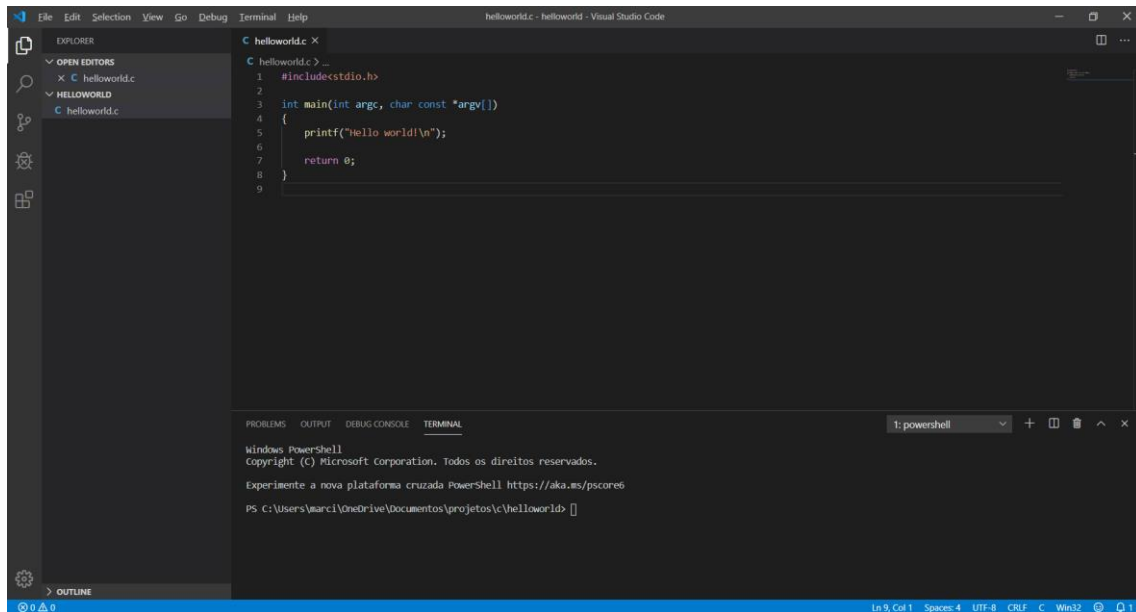 File Edit Selection View Go Debug Terminal Help
helloworld.c - helloworld - Visual Studio Code
EXPLORER
OPEN EDITORS
C helloworld.c
HELLOWORLD
C helloworld.c
OUTLINE
C helloworld.c
C helloworld.c > ...
1 #include<stdio.h>
2
3 int main(int argc, char const *argv[])
4 {
5 printf("Hello world!\n");
6
7 return 0;
8 }
9
PROBLEMS OUTPUT DEBUG CONSOLE TERMINAL
1: powershell
Windows PowerShell
Copyright (C) Microsoft Corporation. Todos os direitos reservados.
Experimente a nova plataforma cruzada PowerShell https://aka.ms/pscore6
PS C:\Users\marci\OneDrive\Documentos\projetos\c\helloworld>
0 0
Ln 9, Col 1 Spaces: 4 UTF-8 CRLF C Win32 1